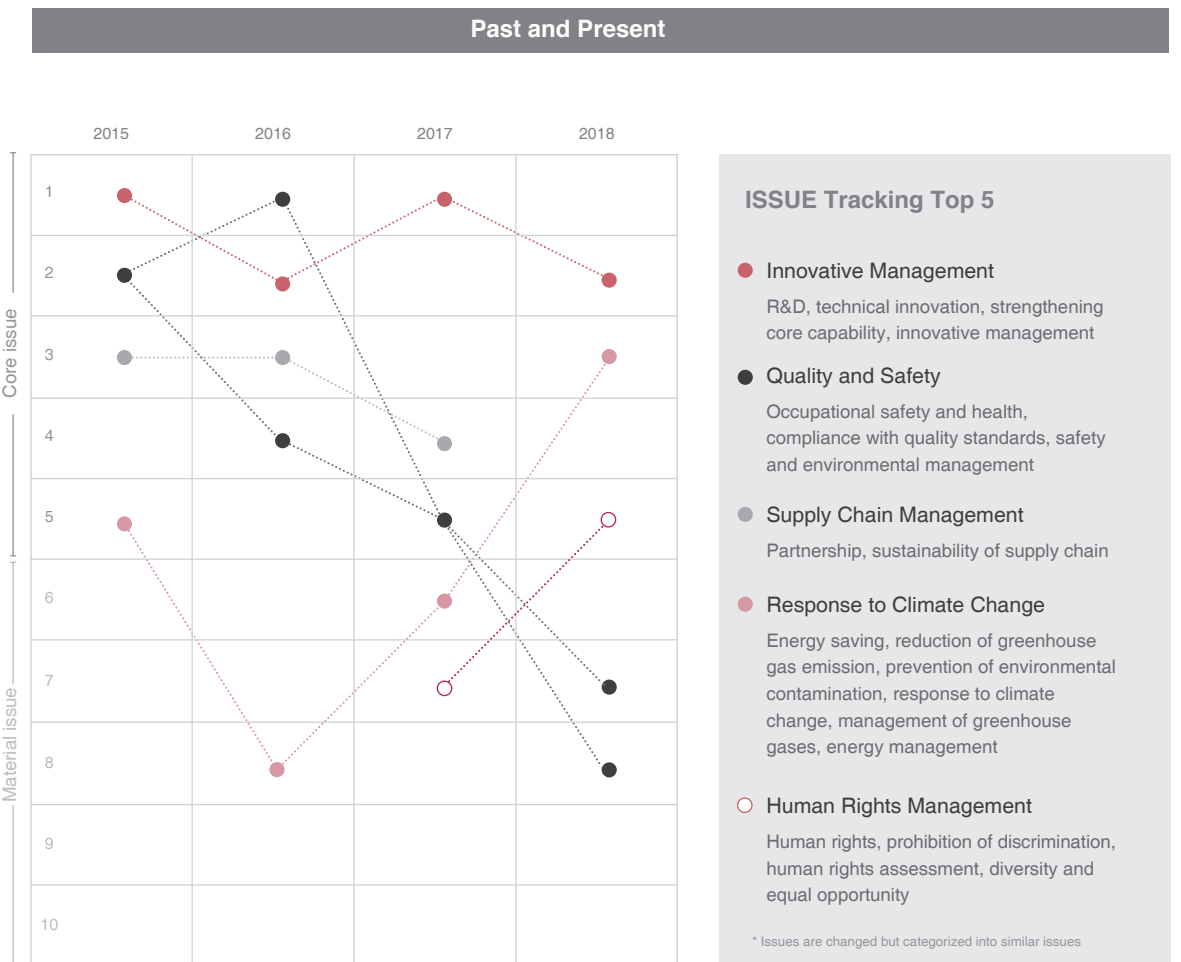 Past and Present
2015 2016 2017 2018
Core issue
Material issue
1
2
3
4
5
6
7
8
9
10
ISSUE Tracking Top 5
Innovative Management
R&D, technical innovation, strengthening
core capability, innovative management
Quality and Safety
Occupational safety and health,
compliance with quality standards, safety
and environmental management
Supply Chain Management
Partnership, sustainability of supply chain
Response to Climate Change
Energy saving, reduction of greenhouse
gas emission, prevention of environmental
contamination, response to climate
change, management of greenhouse
gases, energy management
Human Rights Management
Human rights, prohibition of discrimination,
human rights assessment, diversity and
equal opportunity
* Issues are changed but categorized into similar issues